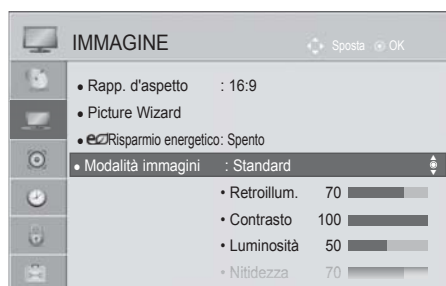 IMMAGINE
Sposta OK
• Rapp. d'aspetto : 16:9
• Picture Wizard
• eco Risparmio energetico: Spento
• Modalità immagini : Standard
• Retroillum. 70
• Contrasto 100
• Luminosità 50
• Nitidezza 70